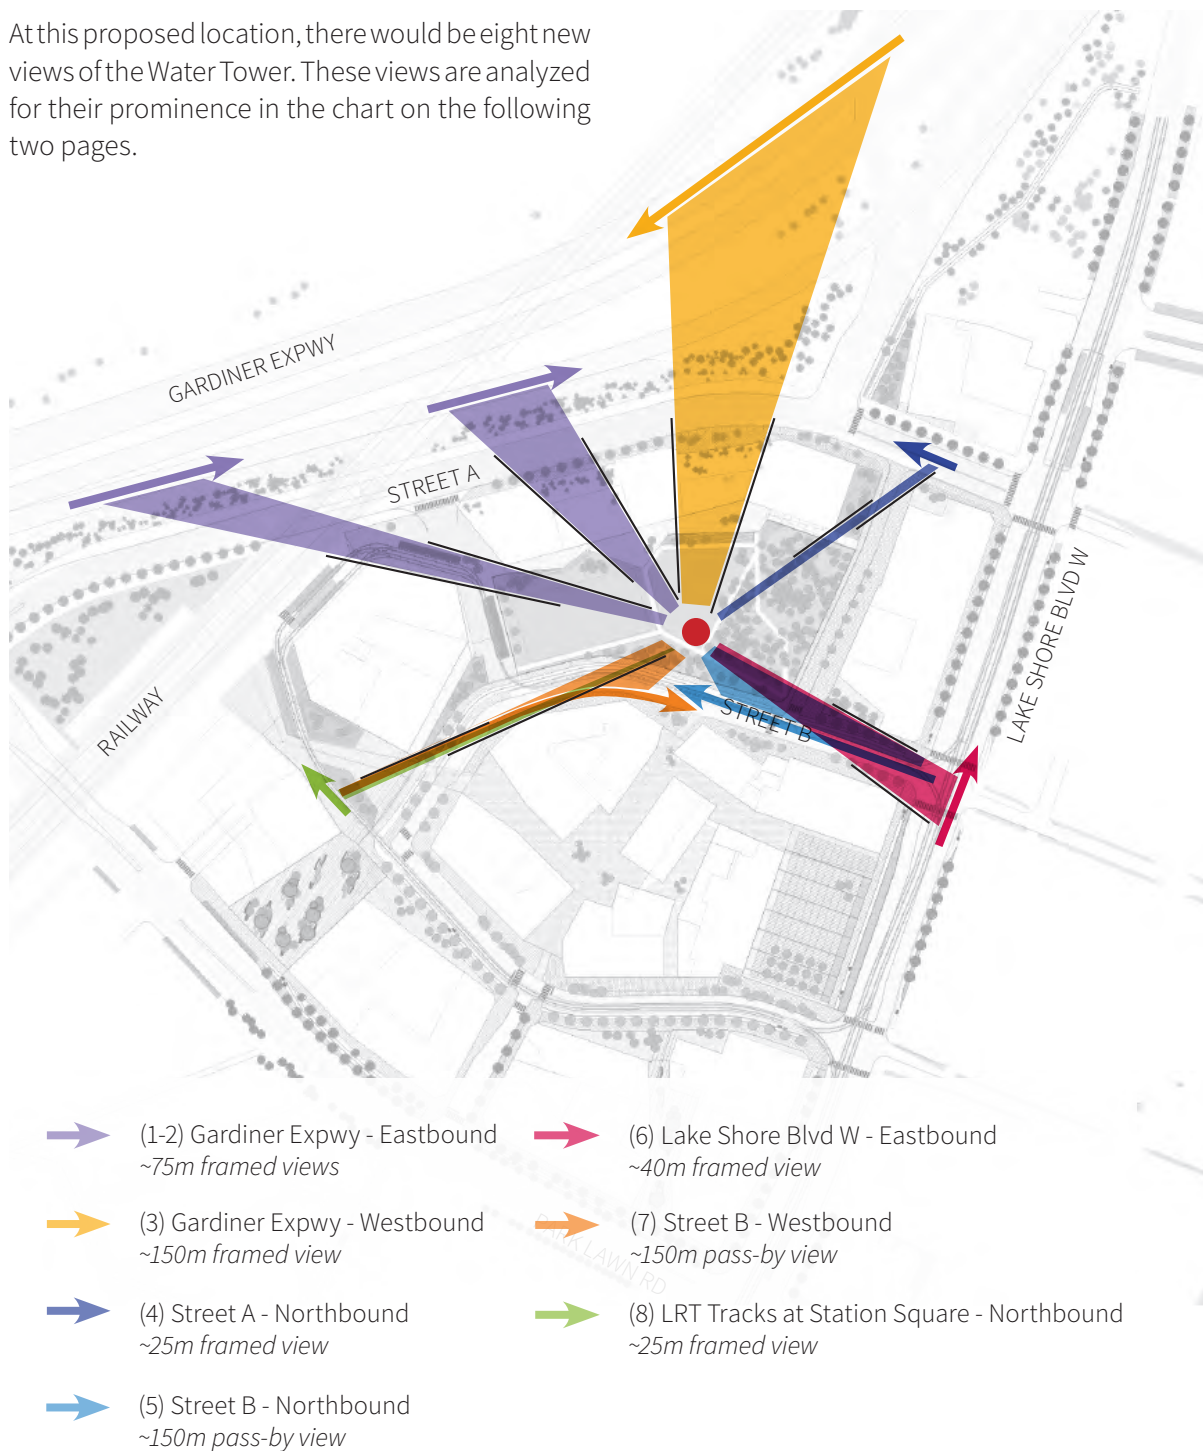 At this proposed location, there would be eight new
views of the Water Tower. These views are analyzed
for their prominence in the chart on the following
two pages.
GARDINER EXPWY
STREET A
LAKE SHORE BLVD W
RAILWAY
STREET B
(1-2) Gardiner Expwy - Eastbound
~75m framed views
(3) Gardiner Expwy - Westbound
~150m framed view
(4) Street A - Northbound
~25m framed view
(5) Street B - Northbound
~150m pass-by view
(6) Lake Shore Blvd W - Eastbound
~40m framed view
(7) Street B - Westbound
~150m pass-by view
(8) LRT Tracks at Station Square - Northbound
~25m framed view
PARK LAWN RD